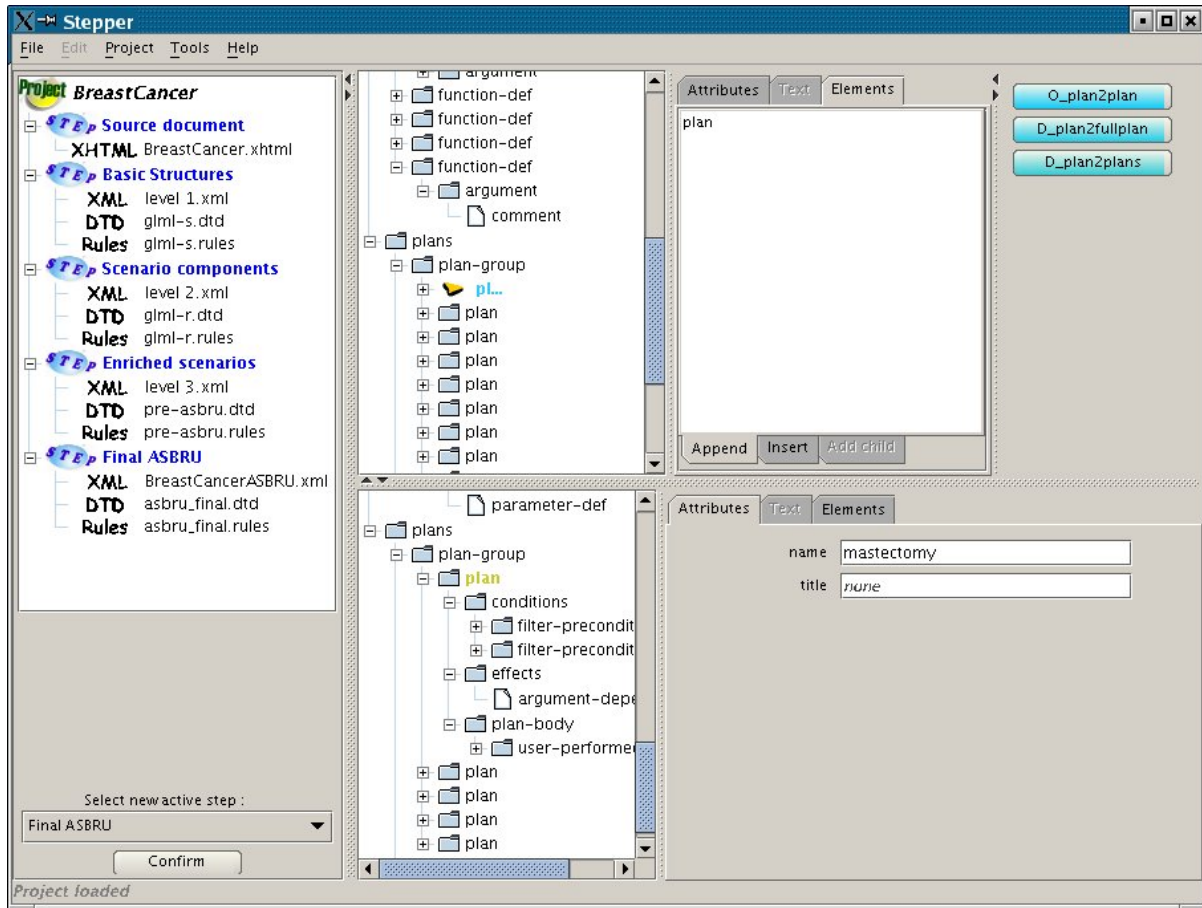 Stepper
File Edit Project Tools Help
Project BreastCancer
STEP Source document
XHTML BreastCancer.xhtml
STEP Basic Structures
XML level 1.xml
DTD glml-s.dtd
Rules glml-s.rules
STEP Scenario components
XML level 2.xml
DTD glml-r.dtd
Rules glml-r.rules
STEP Enriched scenarios
XML level 3.xml
DTD pre-asbru.dtd
Rules pre-asbru.rules
STEP Final ASBRU
XML BreastCancerASBRU.xml
DTD asbru_final.dtd
Rules asbru_final.rules
Select new active step :
Final ASBRU
Confirm
Project loaded
argument
function-def
function-def
function-def
function-def
argument
comment
plans
plan-group
pl...
plan
plan
plan
plan
plan
plan
plan
Attributes Text Elements
plan
Append Insert Add child
O_plan2plan
D_plan2fullplan
D_plan2plans
parameter-def
plans
plan-group
plan
conditions
filter-precondit
filter-precondit
effects
argument-depe
plan-body
user-performe
plan
plan
plan
plan
Attributes Text Elements
name mastectomy
title none